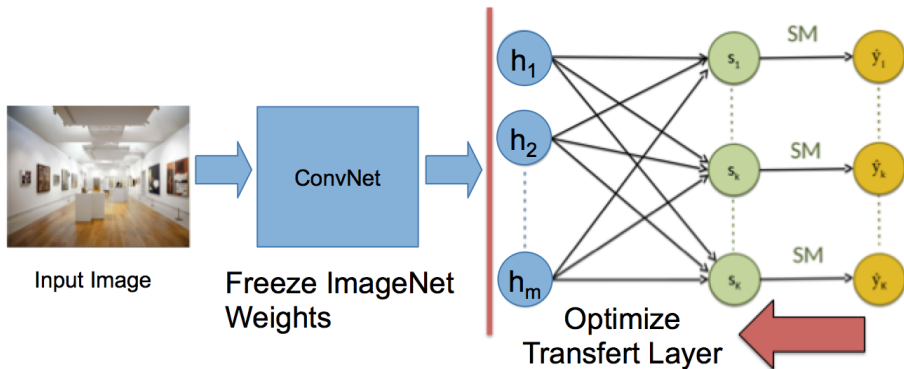 Input Image
ConvNet
Freeze ImageNet
Weights
h1
h2
hm
s1
sk
sK
SM
SM
SM
ŷ1
ŷk
ŷK
Optimize
Transfert Layer